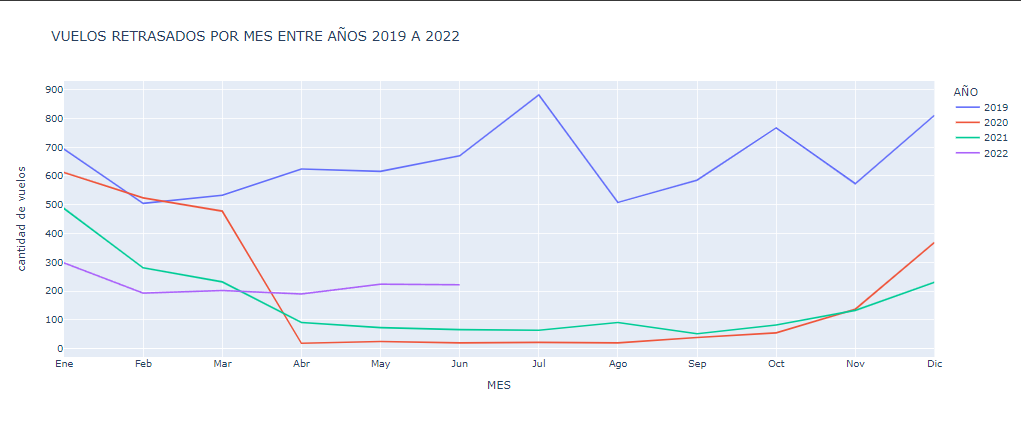 VUELOS RETRASADOS POR MES ENTRE AÑOS 2019 A 2022
cantidad de vuelos
900
800
700
600
500
400
300
200
100
0
Ene Feb Mar Abr May Jun Jul Ago Sep Oct Nov Dic
MES
AÑO
2019
2020
2021
2022